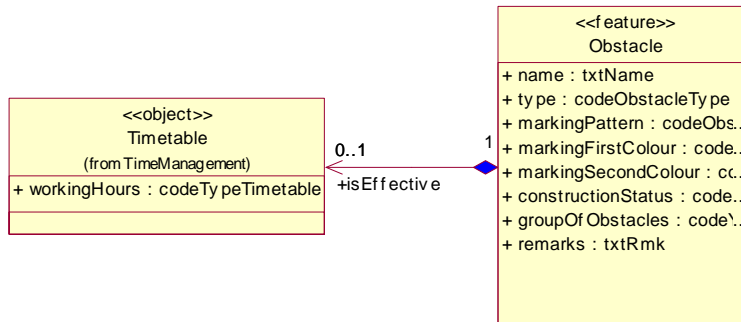 <<feature>>
Obstacle
+ name : txtName
+ type : codeObstacleType
+ markingPattern : codeObs...
+ markingFirstColour : code...
+ markingSecondColour : co...
+ constructionStatus : code...
+ groupOfObstacles : codeY...
+ remarks : txtRmk
<<object>>
Timetable
(from TimeManagement)
+ workingHours : codeTypeTimetable
0..1
1
+isEffective